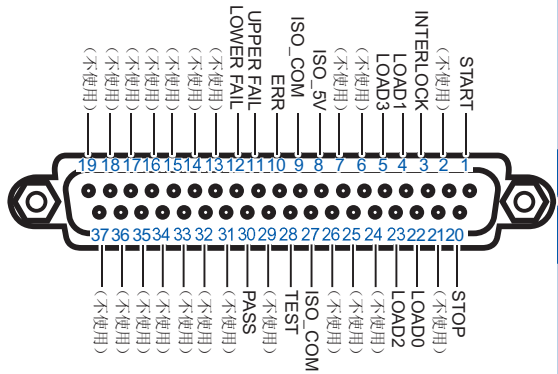 （不使用）
（不使用）
（不使用）
（不使用）
（不使用）
（不使用）
（不使用）
LOWER FAIL
UPPER FAIL
ERR
ISO_COM
ISO_5V
（不使用）
（不使用）
LOAD3
LOAD1
INTERLOCK
（不使用）
START
19 18 17 16 15 14 13 12 11 10 9 8 7 6 5 4 3 2 1
37 36 35 34 33 32 31 30 29 28 27 26 25 24 23 22 21 20
（不使用）
（不使用）
（不使用）
（不使用）
（不使用）
（不使用）
（不使用）
PASS
（不使用）
TEST
ISO_COM
（不使用）
（不使用）
（不使用）
LOAD2
LOAD0
（不使用）
STOP